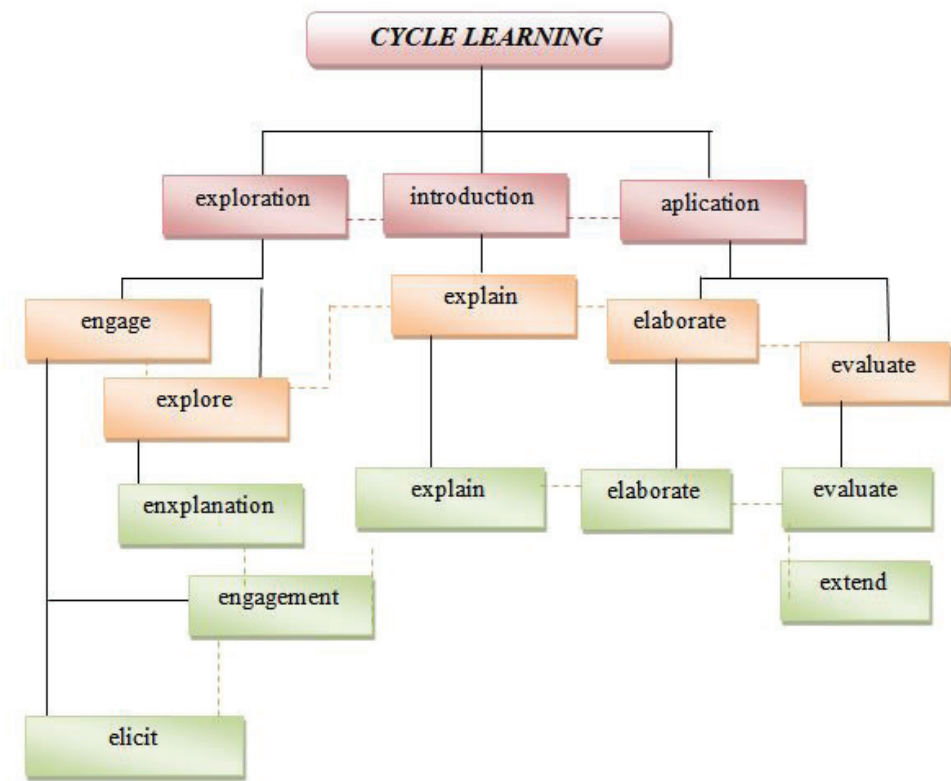 CYCLE LEARNING
exploration
introduction
aplication
engage
explain
elaborate
explore
evaluate
enxplanation
explain
elaborate
evaluate
engagement
extend
elicit